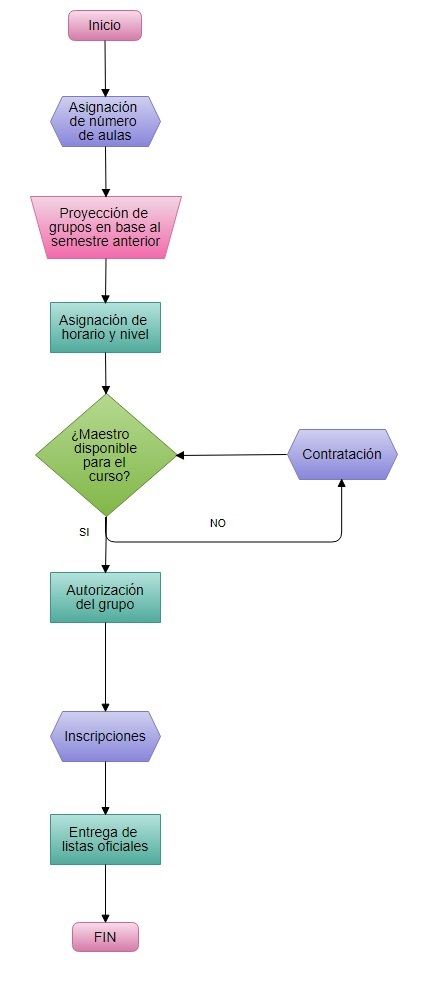 Inicio
Asignación
de número
de aulas
Proyección de
grupos en base al
semestre anterior
Asignación de
horario y nivel
¿Maestro
disponible
para el
curso?
Contratación
SI
NO
Autorización
del grupo
Inscripciones
Entrega de
listas oficiales
FIN